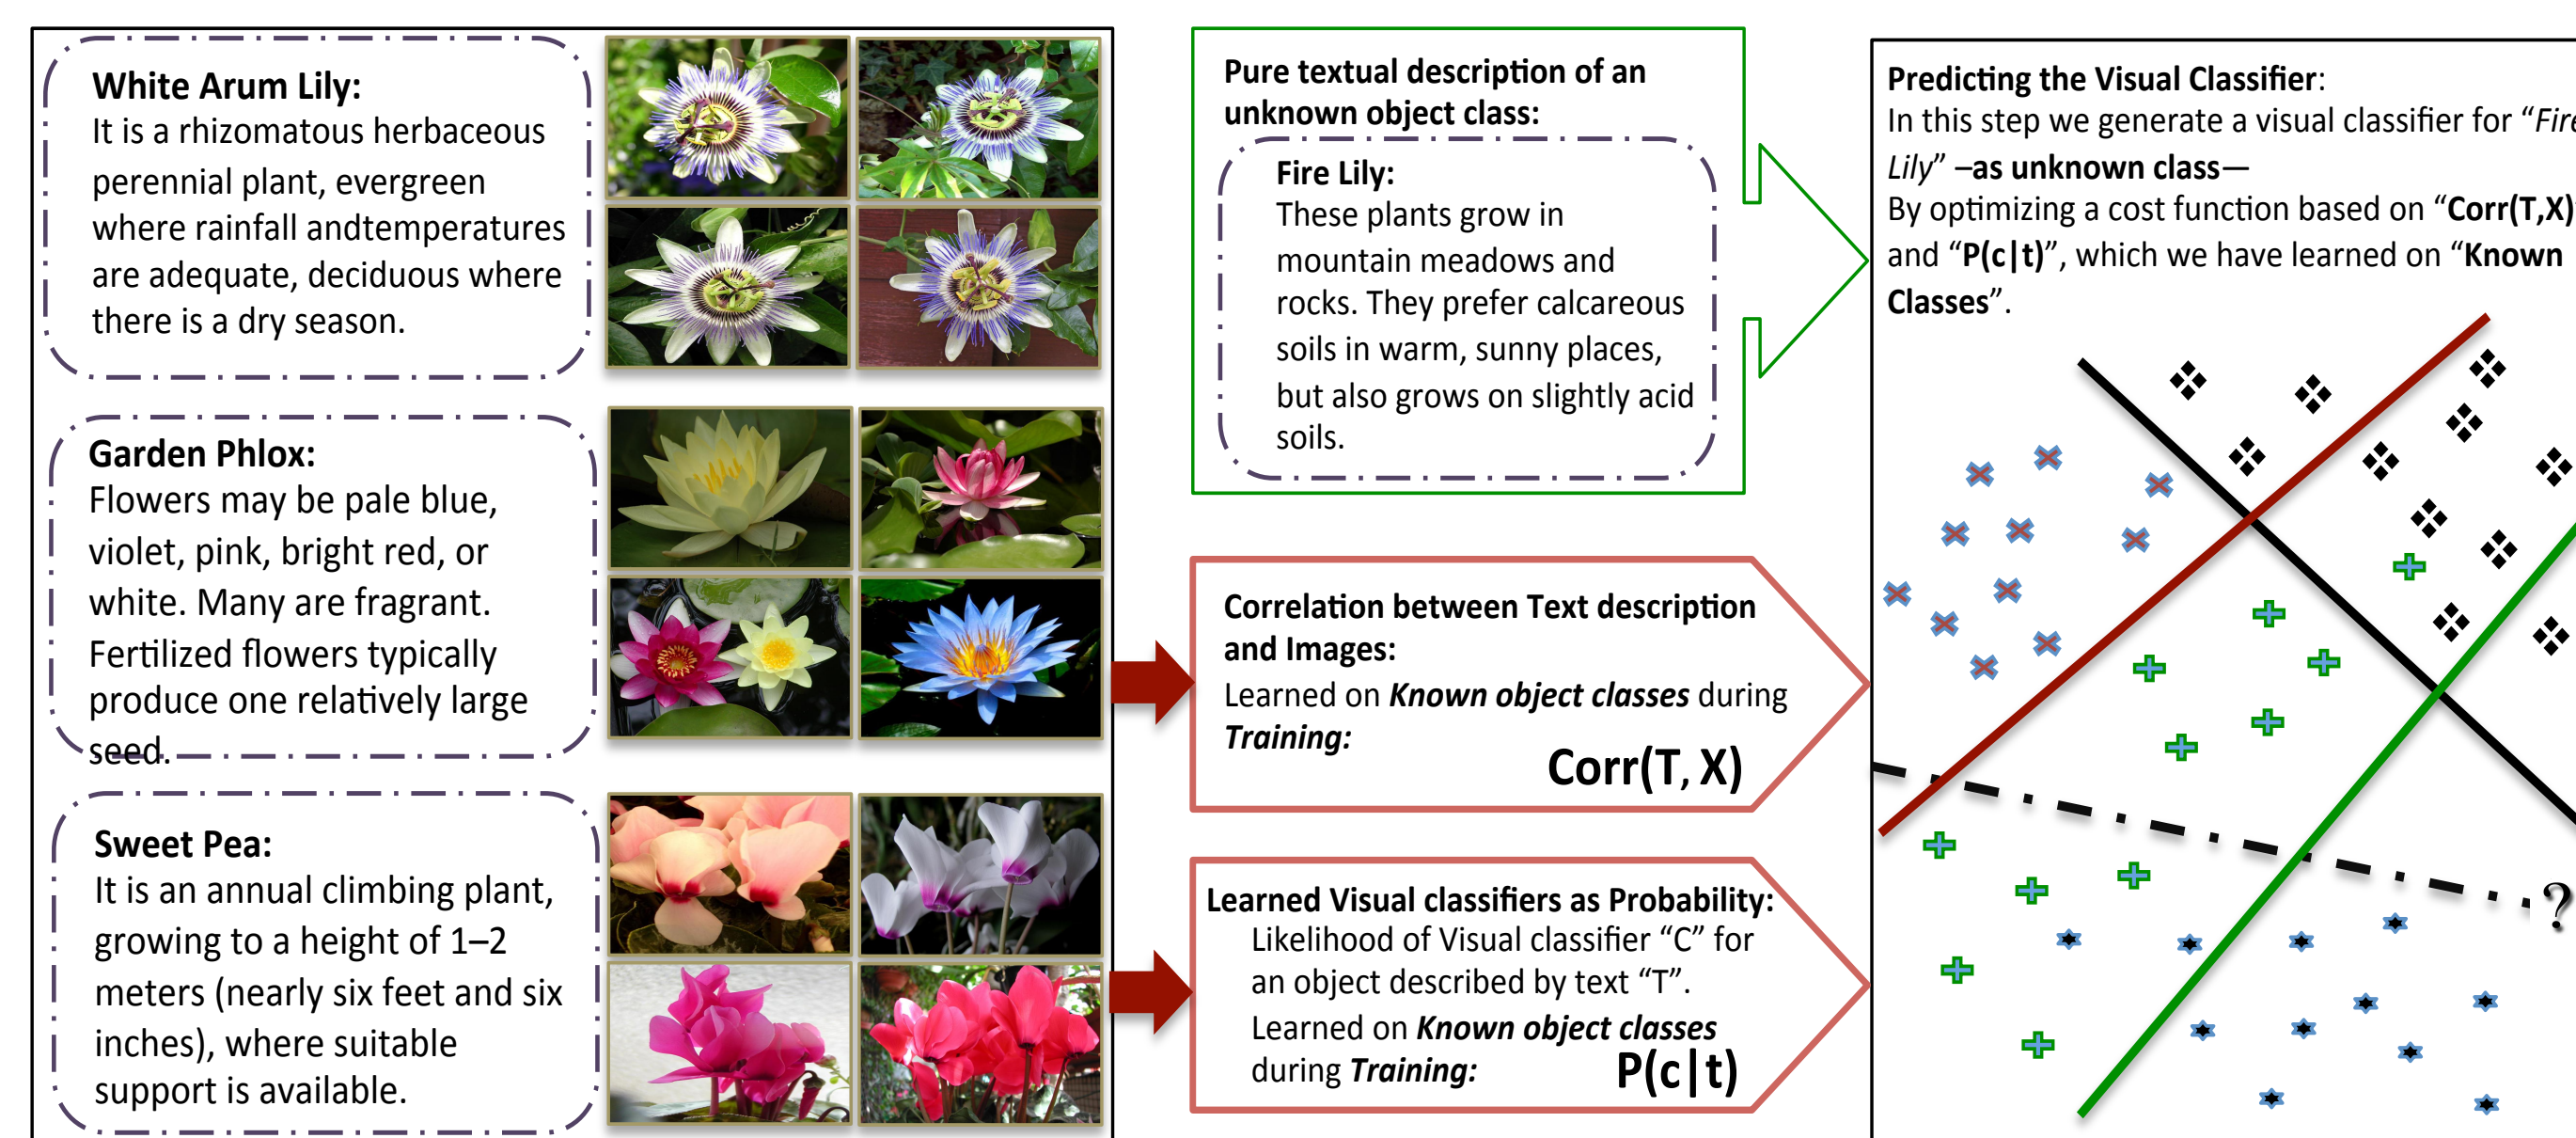 White Arum Lily:
It is a rhizomatous herbaceous
perennial plant, evergreen
where rainfall andtemperatures
are adequate, deciduous where
there is a dry season.
Garden Phlox:
Flowers may be pale blue,
violet, pink, bright red, or
white. Many are fragrant.
Fertilized flowers typically
produce one relatively large
seed.
Sweet Pea:
It is an annual climbing plant,
growing to a height of 1–2
meters (nearly six feet and six
inches), where suitable
support is available.
Pure textual description of an
unknown object class:
Fire Lily:
These plants grow in
mountain meadows and
rocks. They prefer calcareous
soils in warm, sunny places,
but also grows on slightly acid
soils.
Correlation between Text description
and Images:
Learned on Known object classes during
Training:
Corr(T, X)
Learned Visual classifiers as Probability:
Likelihood of Visual classifier “C” for
an object described by text “T”.
Learned on Known object classes
during Training:
P(c|t)
Predicting the Visual Classifier:
In this step we generate a visual classifier for “Fire
Lily” –as unknown class—
By optimizing a cost function based on “Corr(T,X)
and “P(c|t)”, which we have learned on “Known
Classes”.
?